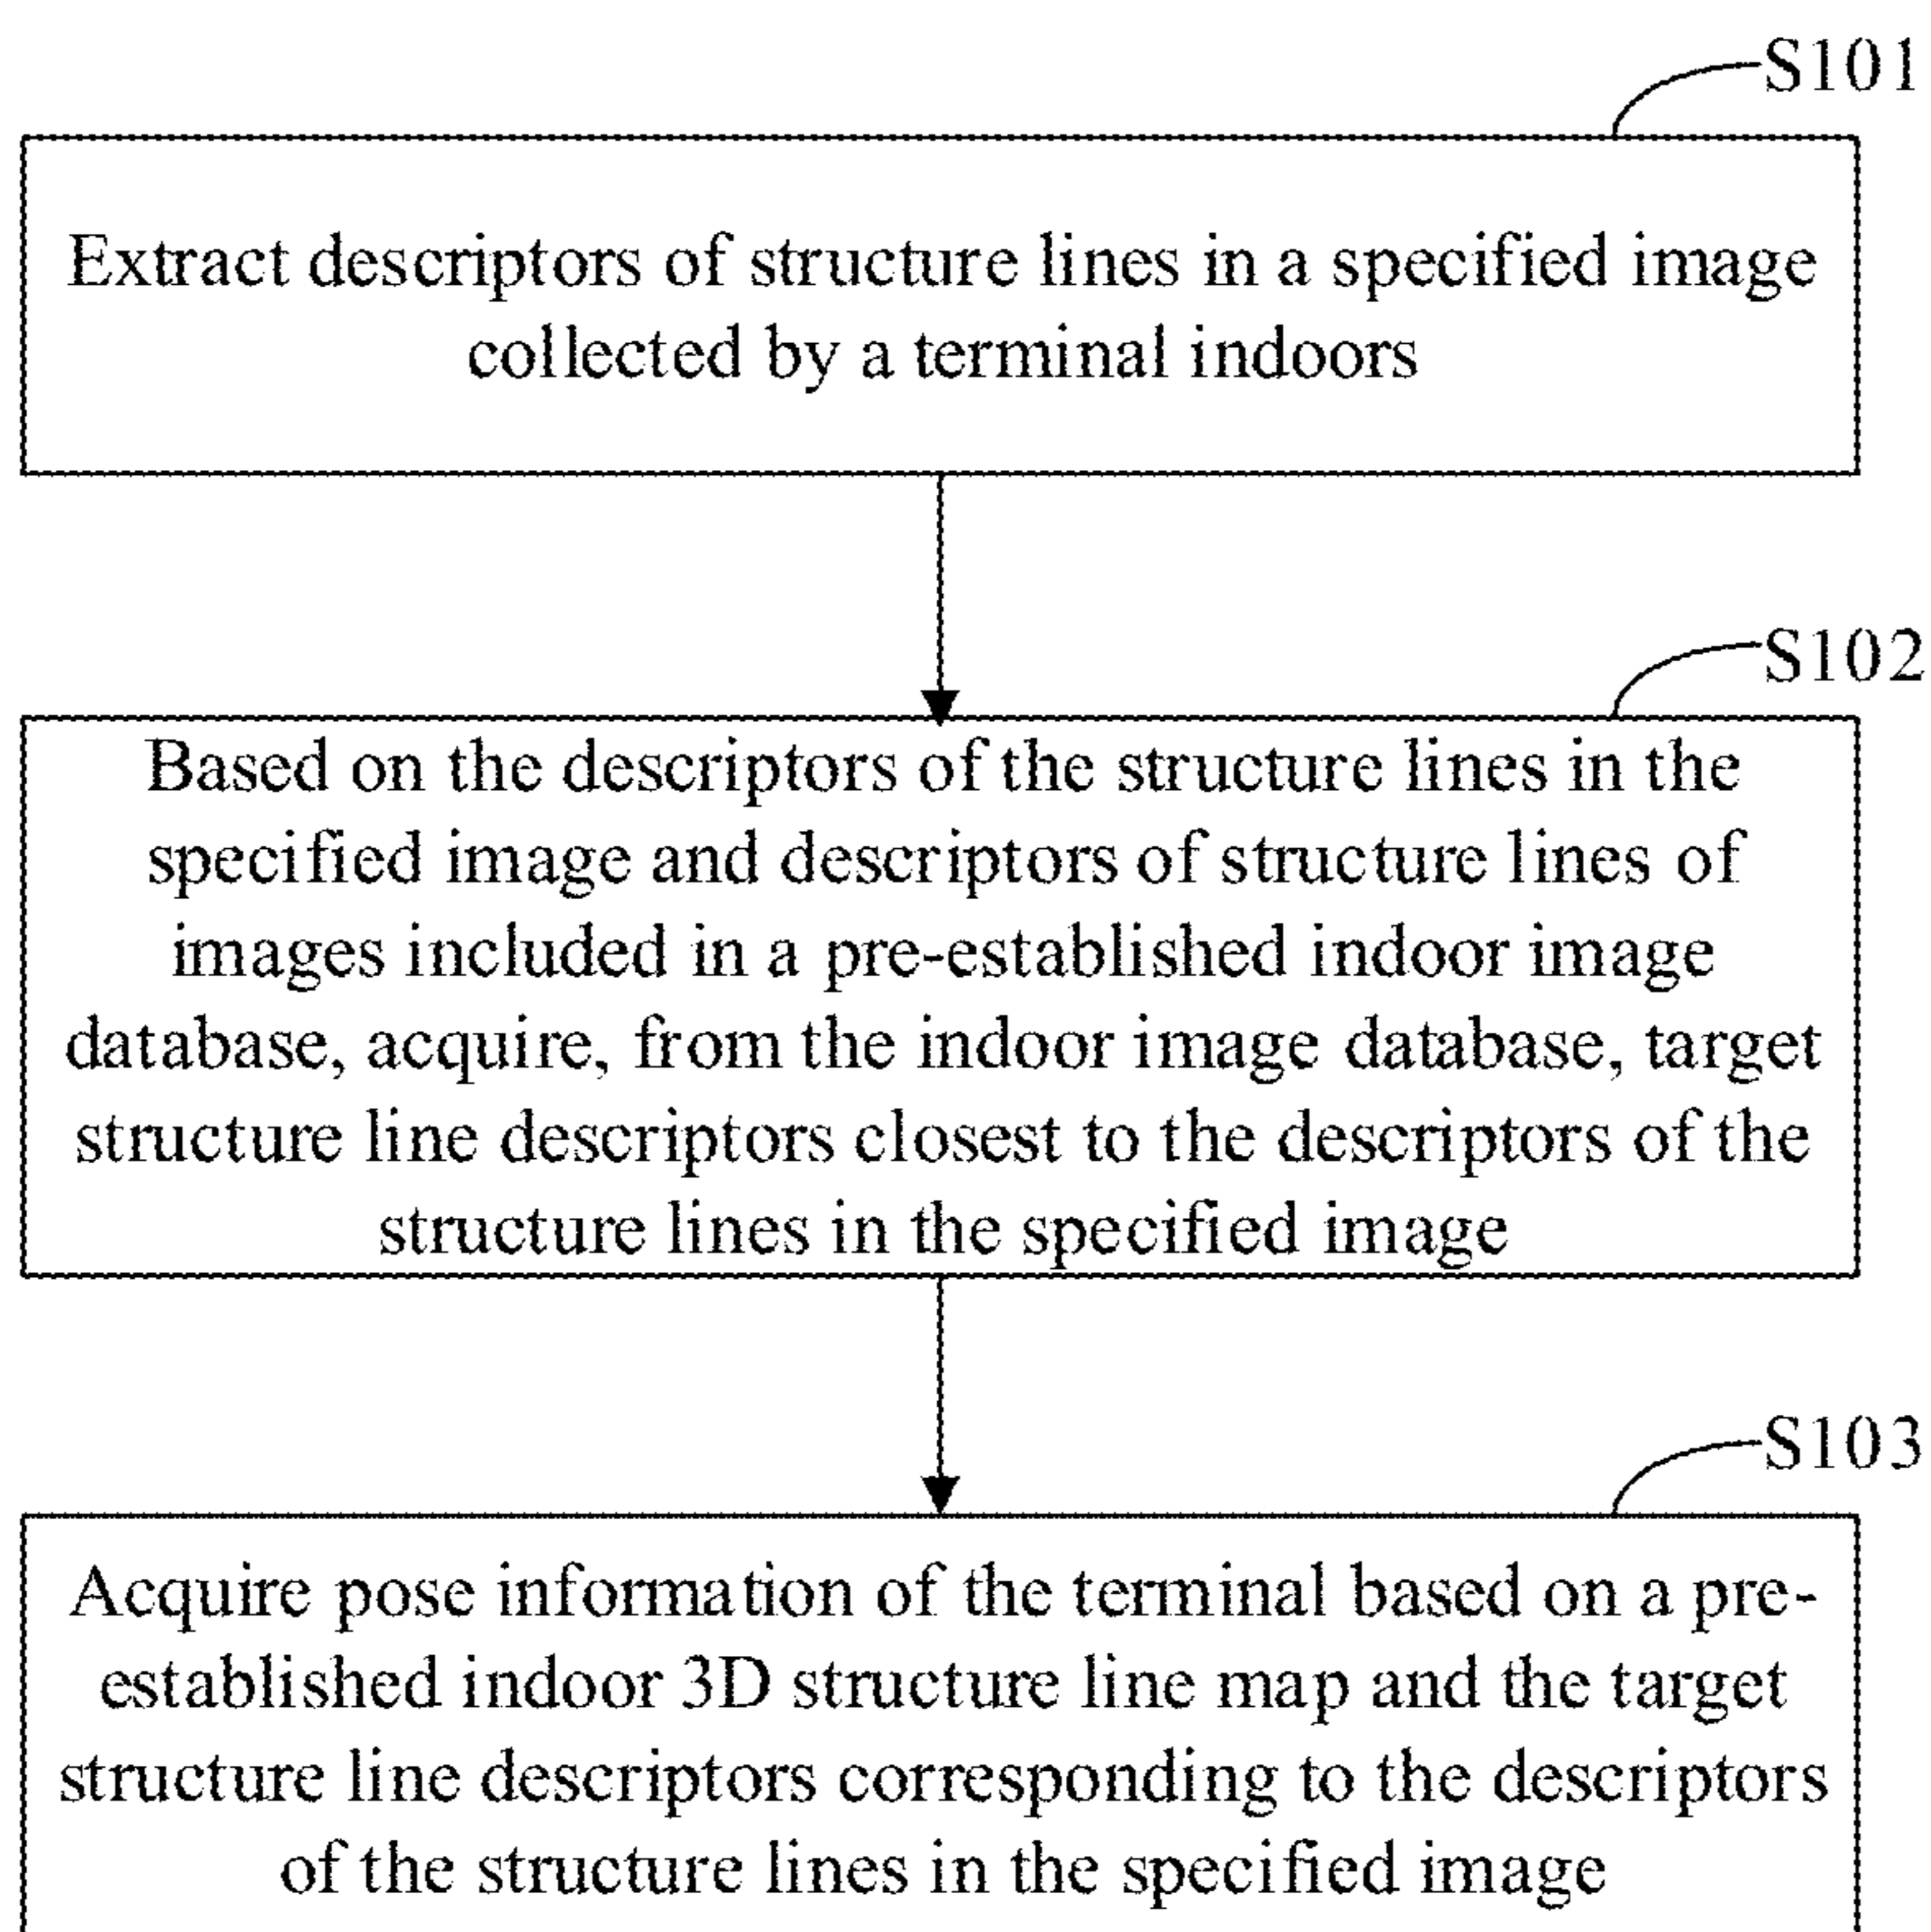 S101
Extract descriptors of structure lines in a specified image
collected by a terminal indoors
S102
Based on the descriptors of the structure lines in the
specified image and descriptors of structure lines of
images included in a pre-established indoor image
database, acquire, from the indoor image database, target
structure line descriptors closest to the descriptors of the
structure lines in the specified image
S103
Acquire pose information of the terminal based on a pre-
established indoor 3D structure line map and the target
structure line descriptors corresponding to the descriptors
of the structure lines in the specified image